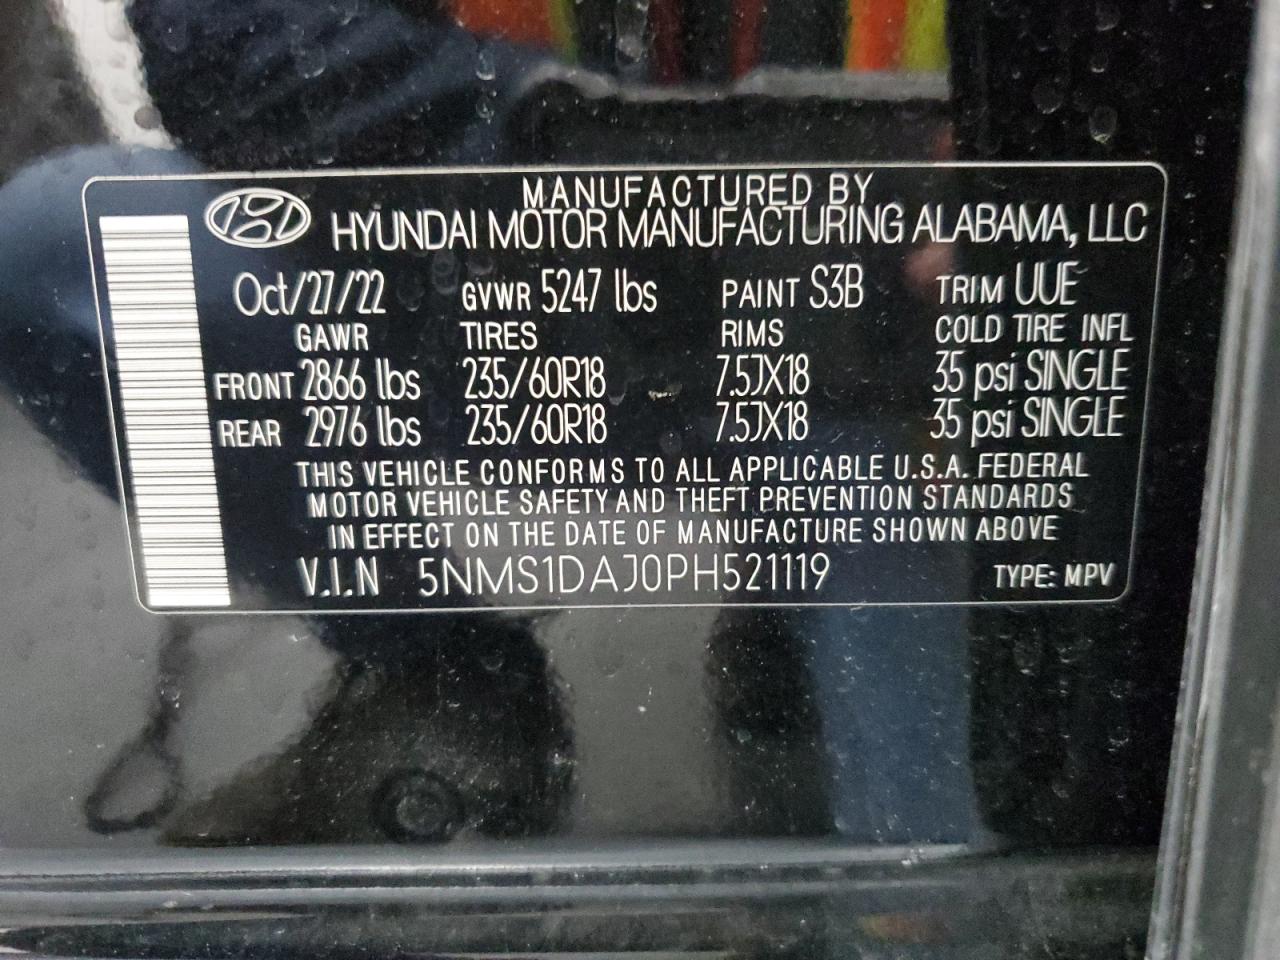 MANUFACTURED BY
HYUNDAI MOTOR MANUFACTURING ALABAMA, LLC
Oct/27/22 GVWR 5247 lbs PAINT S3B TRIM UUE
GAWR TIRES RIMS COLD TIRE INFL
FRONT 2866 lbs 235/60R18 7.5JX18 35 psi SINGLE
REAR 2976 lbs 235/60R18 7.5JX18 35 psi SINGLE
THIS VEHICLE CONFORMS TO ALL APPLICABLE U.S.A. FEDERAL
MOTOR VEHICLE SAFETY AND THEFT PREVENTION STANDARDS
IN EFFECT ON THE DATE OF MANUFACTURE SHOWN ABOVE
V.I.N 5NMS1DAJ0PH521119 TYPE: MPV